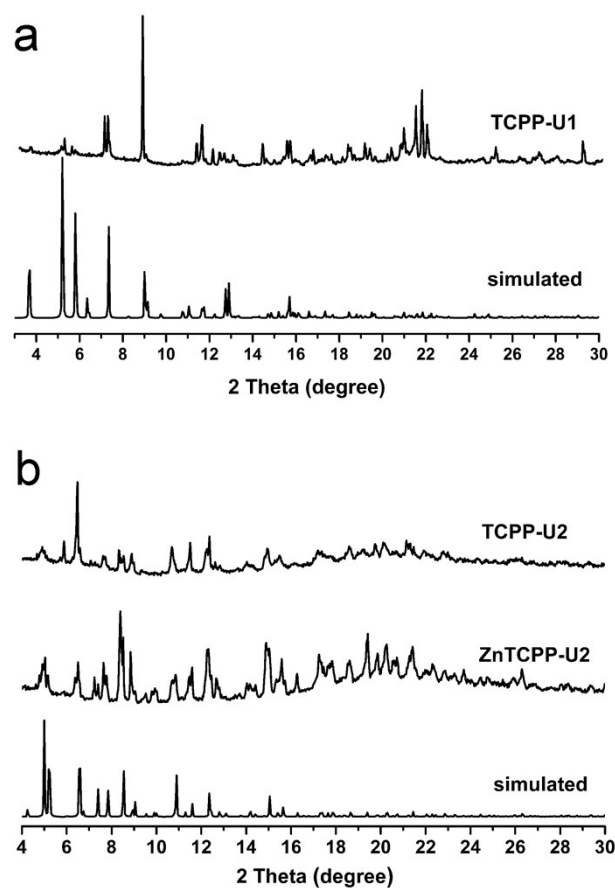 a
TCPP-U1
simulated
4 6 8 10 12 14 16 18 20 22 24 26 28 30
2 Theta (degree)
b
TCPP-U2
ZnTCPP-U2
simulated
4 6 8 10 12 14 16 18 20 22 24 26 28 30
2 Theta (degree)